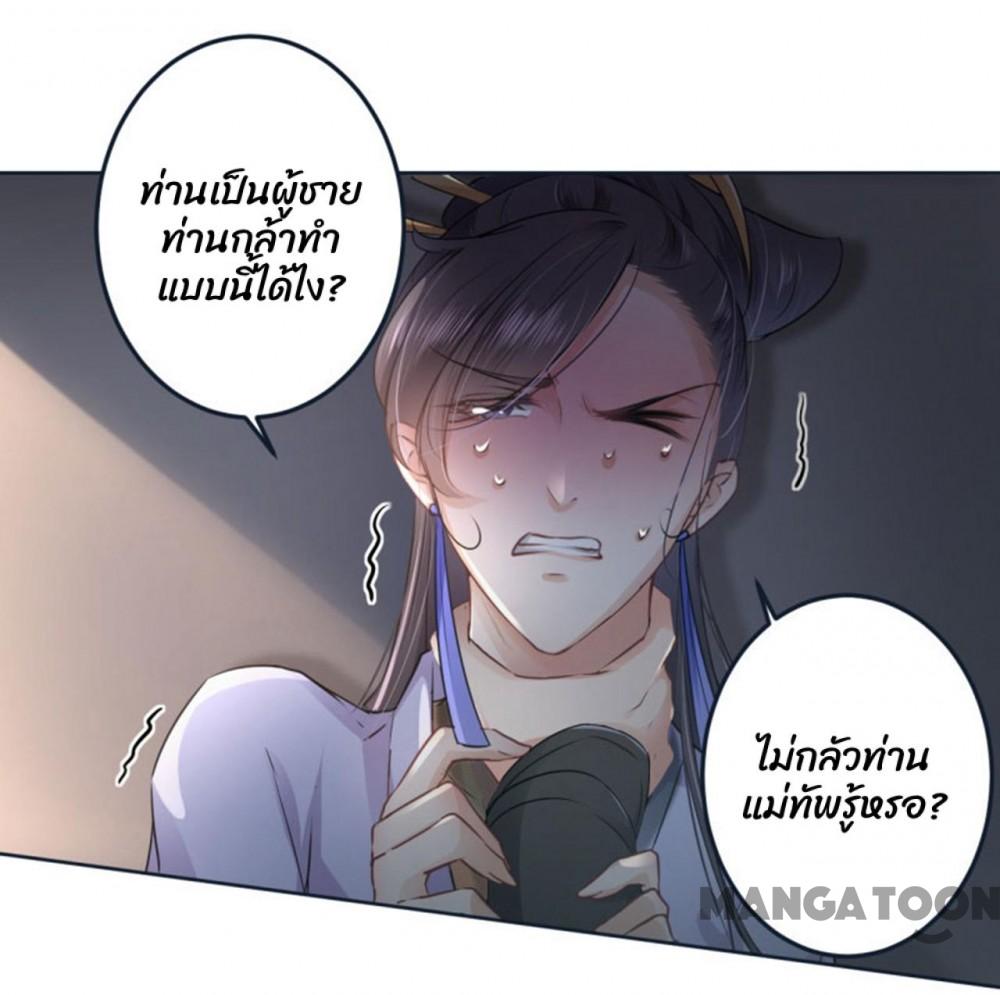 ท่านเป็นผู้ชาย
ท่านกล้าทำ
แบบนี้ได้ไง?
ไม่กลัวท่าน
แม่ทัพรู้หรอ?
MANGATOON